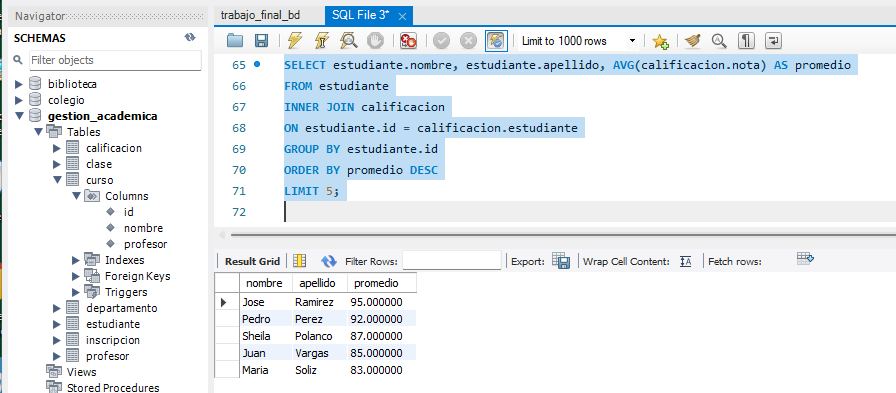 Navigator
SCHEMAS
Filter objects
biblioteca
colegio
gestion_academica
Tables
calificacion
clase
curso
Columns
id
nombre
profesor
Indexes
Foreign Keys
Triggers
departamento
estudiante
inscripcion
profesor
Views
Stored Procedures
trabajo_final_bd
SQL File 3*
Limit to 1000 rows
65 SELECT estudiante.nombre, estudiante.apellido, AVG(calificacion.nota) AS promedio
66 FROM estudiante
67 INNER JOIN calificacion
68 ON estudiante.id = calificacion.estudiante
69 GROUP BY estudiante.id
70 ORDER BY promedio DESC
71 LIMIT 5;
72
Result Grid Filter Rows: Export: Wrap Cell Content: Fetch rows:
nombre apellido promedio
Jose Ramirez 95.000000
Pedro Perez 92.000000
Sheila Polanco 87.000000
Juan Vargas 85.000000
Maria Soliz 83.000000